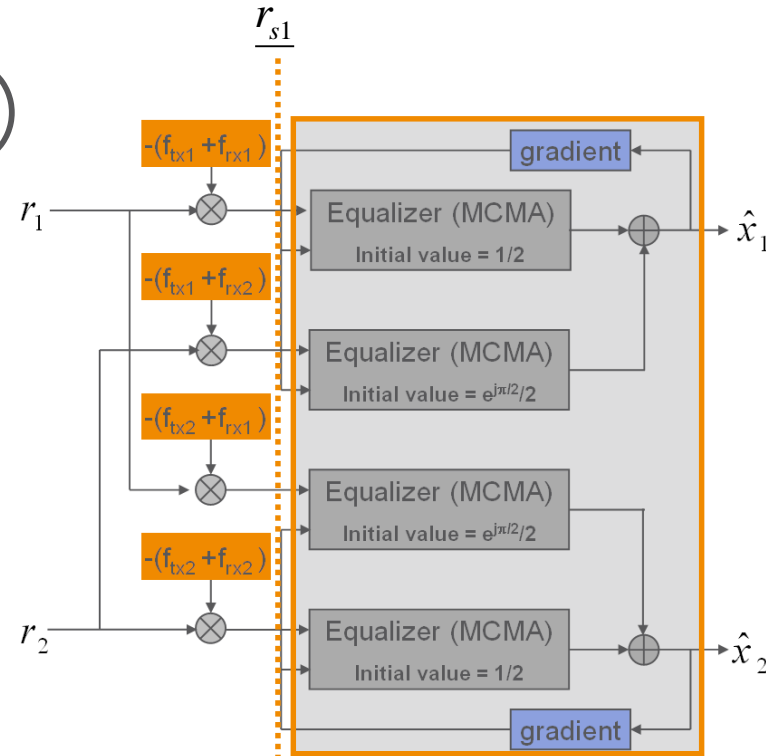 r_s1
-(f_tx1 +f_rx1)
gradient
r_1
Equalizer (MCMA)
Initial value = 1/2
x̂_1
-(f_tx1 +f_rx2)
Equalizer (MCMA)
Initial value = e^jπ/2/2
-(f_tx2 +f_rx1)
Equalizer (MCMA)
Initial value = e^jπ/2/2
-(f_tx2 +f_rx2)
r_2
Equalizer (MCMA)
Initial value = 1/2
x̂_2
gradient